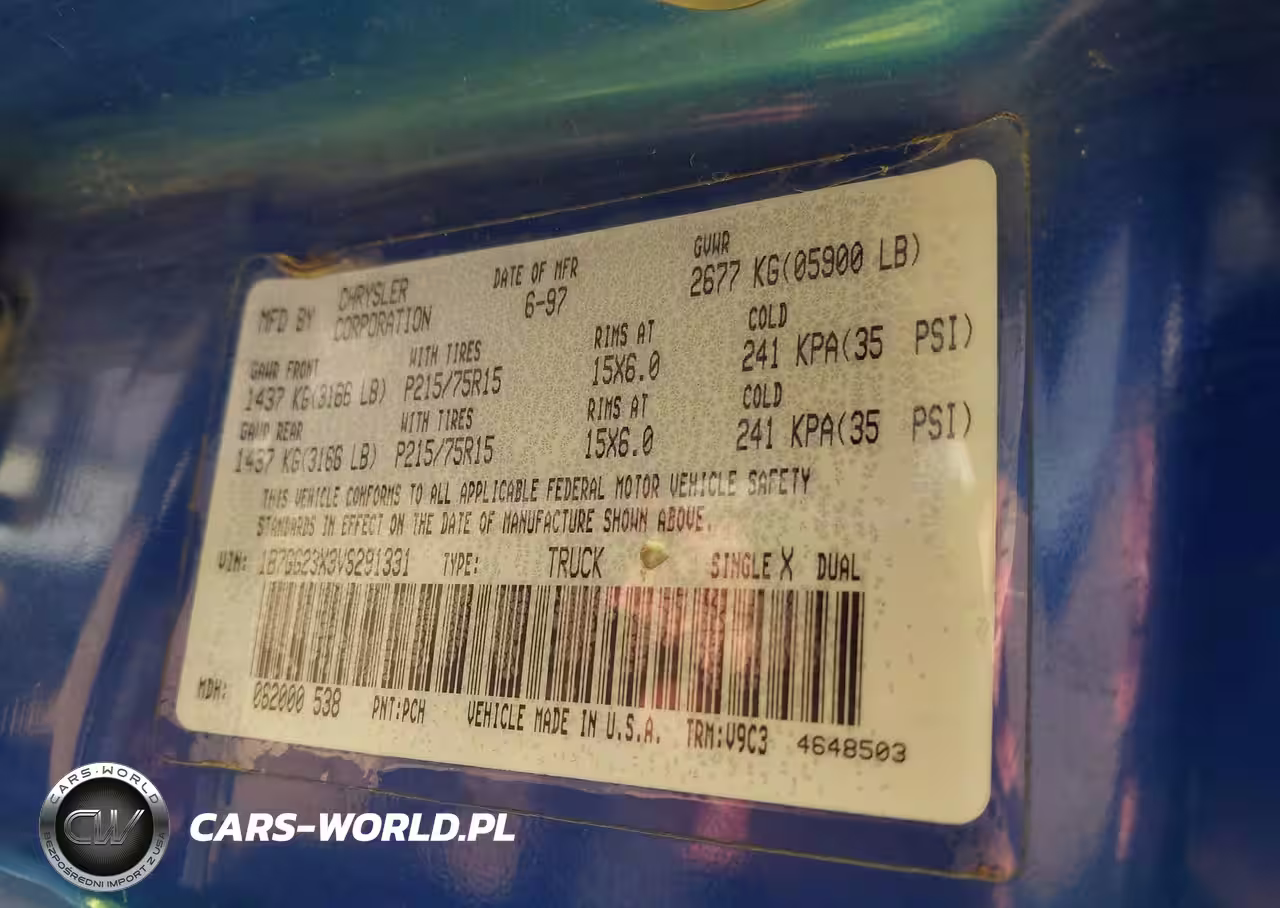 MFD BY CHRYSLER CORPORATION DATE OF MFR 6-97 GVWR 2677 KG(05900 LB)
GAWR FRONT WITH TIRES RIMS AT COLD
1437 KG(3166 LB) P215/75R15 15X6.0 241 KPA(35 PSI)
GAWR REAR WITH TIRES RIMS AT COLD
1437 KG(3166 LB) P215/75R15 15X6.0 241 KPA(35 PSI)
THIS VEHICLE CONFORMS TO ALL APPLICABLE FEDERAL MOTOR VEHICLE SAFETY
STANDARDS IN EFFECT ON THE DATE OF MANUFACTURE SHOWN ABOVE.
VIN: 1B7GG23X3VS291331 TYPE: TRUCK SINGLE X DUAL
MDH: 062000 538 PNT:PCH VEHICLE MADE IN U.S.A. TRM:V9C3 4648503
CARS-WORLD
CW
BEZPOŚREDNI IMPORT Z USA
CARS-WORLD.PL